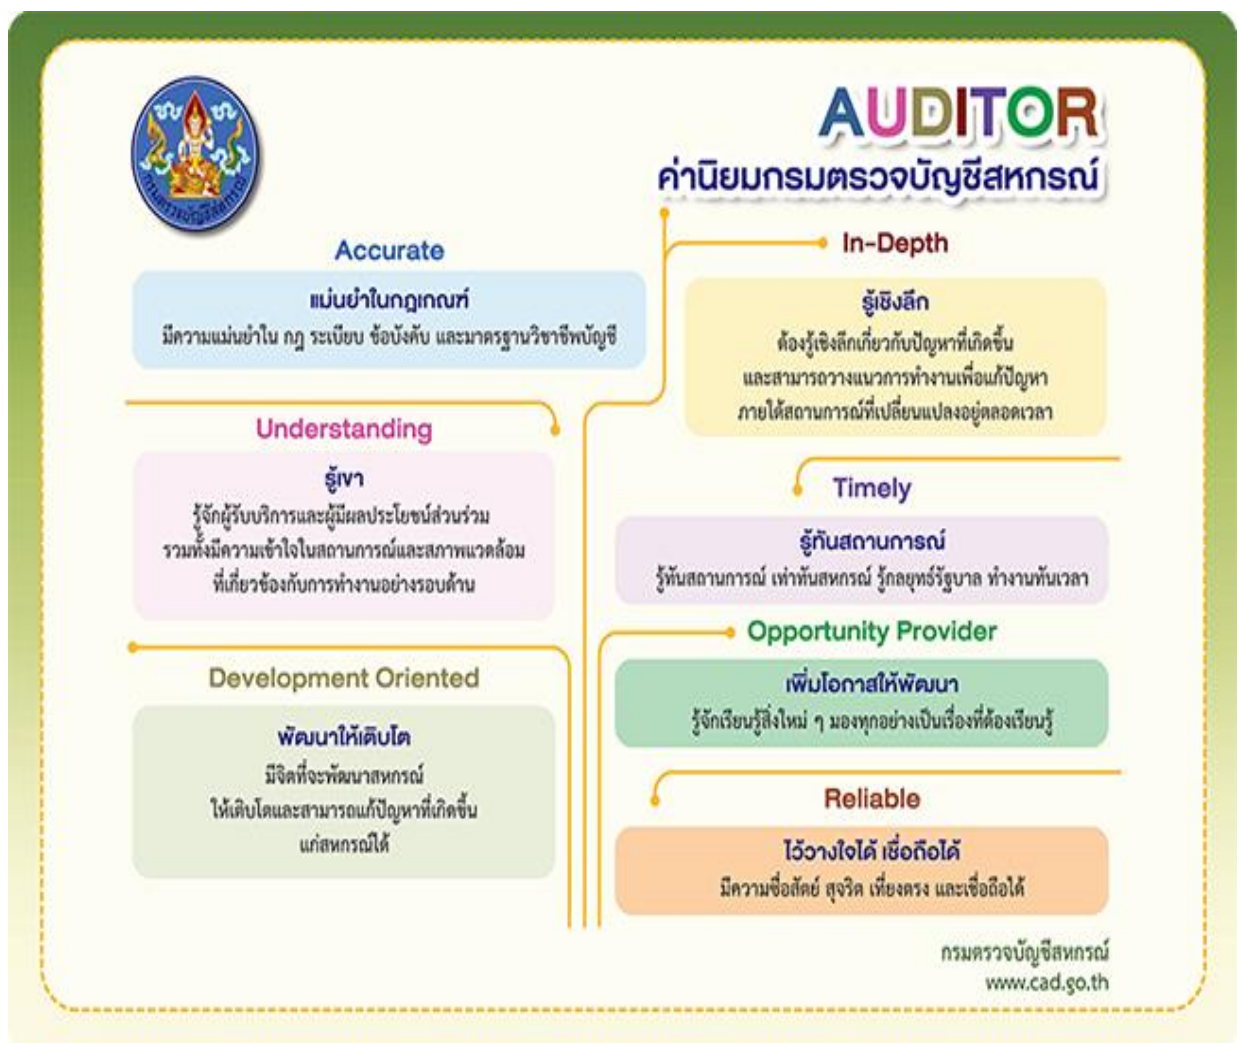 AUDITOR
ค่านิยมกรมตรวจบัญชีสหกรณ์
กรมตรวจบัญชีสหกรณ์
Accurate
แม่นยำในกฎเกณฑ์
มีความแม่นยำใน กฎ ระเบียบ ข้อบังคับ และมาตรฐานวิชาชีพบัญชี
Understanding
รู้เขา
รู้จักผู้รับบริการและผู้มีผลประโยชน์ส่วนร่วม
รวมทั้งมีความเข้าใจในสถานการณ์และสภาพแวดล้อม
ที่เกี่ยวข้องกับการทำงานอย่างรอบด้าน
Development Oriented
พัฒนาให้เติบโต
มีจิตที่จะพัฒนาสหกรณ์
ให้เติบโตและสามารถแก้ปัญหาที่เกิดขึ้น
แก่สหกรณ์ได้
In-Depth
รู้เชิงลึก
ต้องรู้เชิงลึกเกี่ยวกับปัญหาที่เกิดขึ้น
และสามารถวางแนวการทำงานเพื่อแก้ปัญหา
ภายใต้สถานการณ์ที่เปลี่ยนแปลงอยู่ตลอดเวลา
Timely
รู้ทันสถานการณ์
รู้ทันสถานการณ์ เท่าทันสหกรณ์ รู้กลยุทธ์รัฐบาล ทำงานทันเวลา
Opportunity Provider
เพิ่มโอกาสให้พัฒนา
รู้จักเรียนรู้สิ่งใหม่ ๆ มองทุกอย่างเป็นเรื่องที่ต้องเรียนรู้
Reliable
ไว้วางใจได้ เชื่อถือได้
มีความซื่อสัตย์ สุจริต เที่ยงตรง และเชื่อถือได้
กรมตรวจบัญชีสหกรณ์
www.cad.go.th